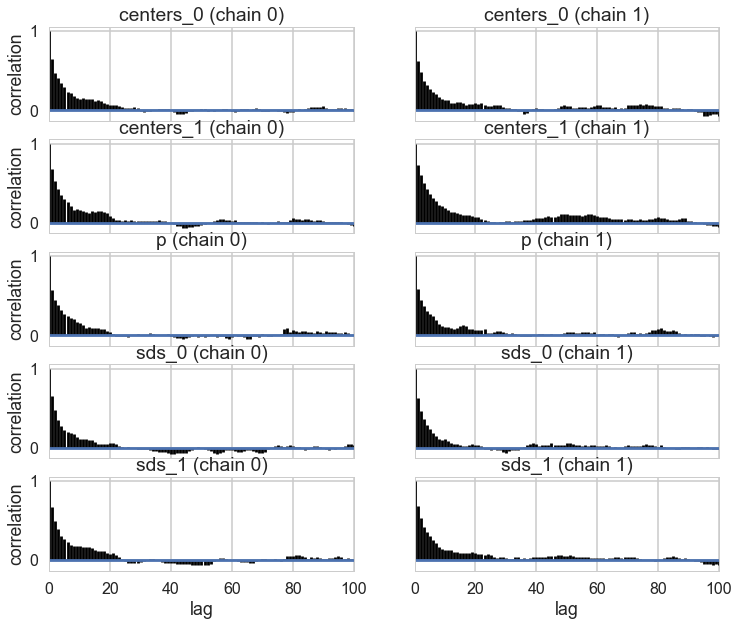 centers_0 (chain 0)
centers_0 (chain 1)
1
0
correlation
centers_1 (chain 0)
centers_1 (chain 1)
1
0
correlation
p (chain 0)
p (chain 1)
1
0
correlation
sds_0 (chain 0)
sds_0 (chain 1)
1
0
correlation
sds_1 (chain 0)
sds_1 (chain 1)
1
0
correlation
0 20 40 60 80 100
0 20 40 60 80 100
lag
lag